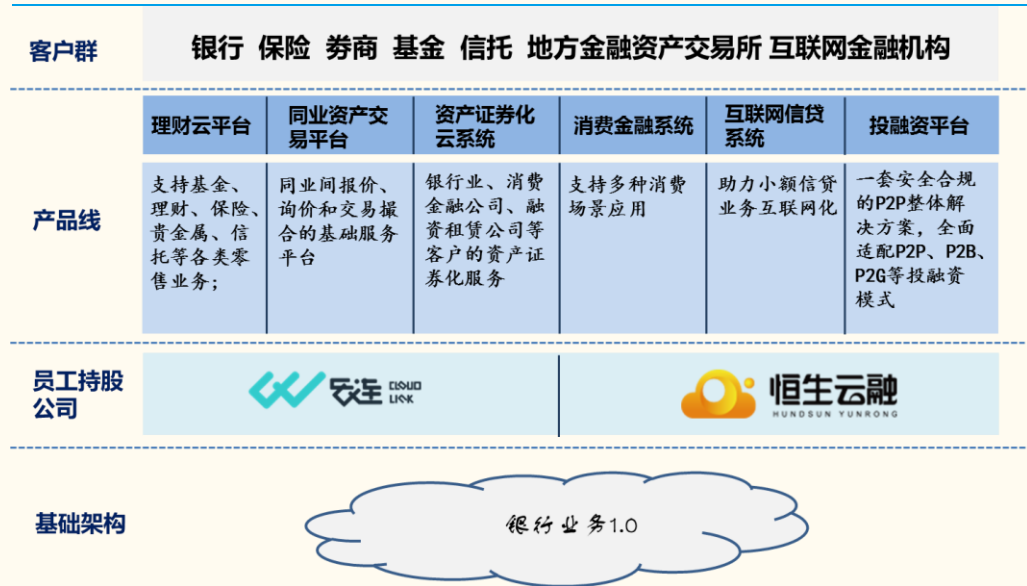 客户群
银行 保险 券商 基金 信托 地方金融资产交易所 互联网金融机构
产品线
理财云平台
同业资产交
易平台
资产证券化
云系统
消费金融系统
互联网信贷
系统
投融资平台
支持基金、
理财、保险、
贵金属、信
托等各类零
售业务;
同业间报价、
询价和交易撮
合的基础服务
平台
银行业、消费
金融公司、融
资租赁公司等
客户的资产证
券化服务
支持多种消费
场景应用
助力小额信贷
业务互联网化
一套安全合规
的P2P整体解
决方案，全面
适配P2P、P2B、
P2G等投融资
模式
员工持股
公司
CLOUD
LINK
恒生云融
HUNDSUN YUNRONG
基础架构
银行业务1.0